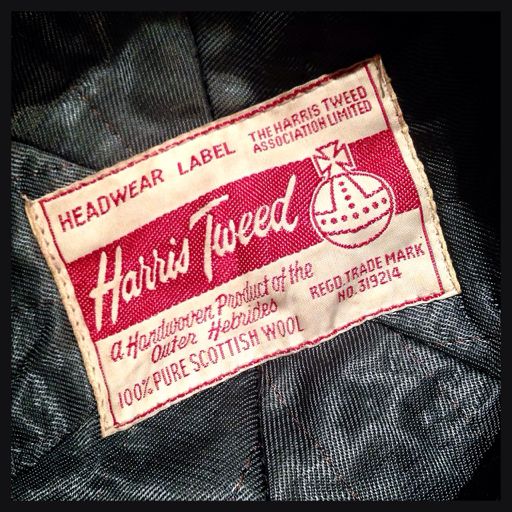 HEADWEAR LABEL
THE HARRIS TWEED
ASSOCIATION LIMITED
Harris Tweed
a Handwoven Product of the
Outer Hebrides
100% PURE SCOTTISH WOOL
REGD. TRADE MARK
NO. 319214